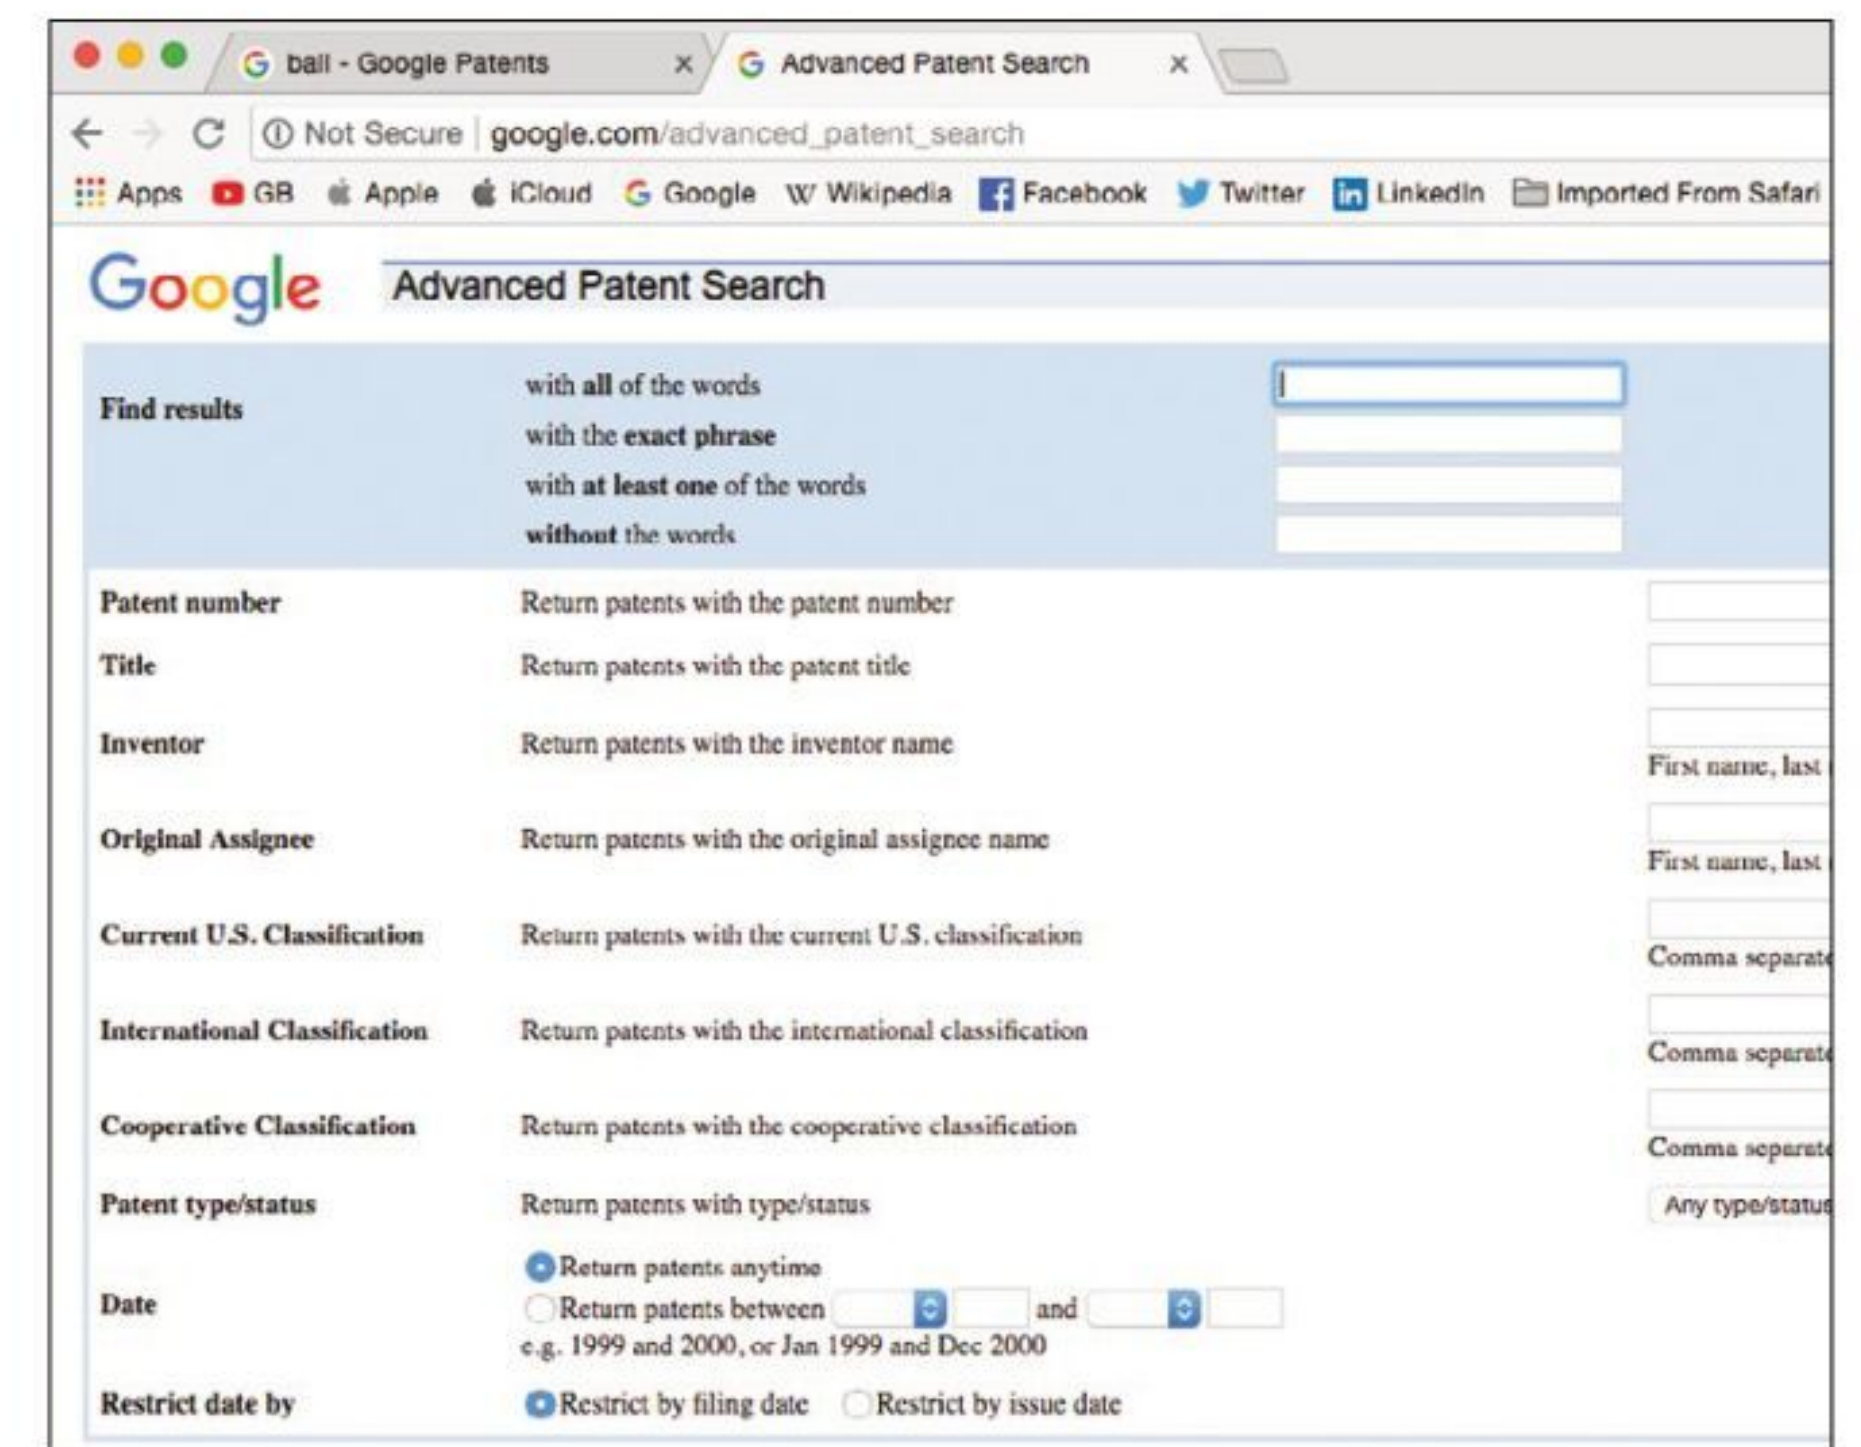 ball - Google Patents × Advanced Patent Search ×
Not Secure google.com/advanced_patent_search
Apps GB Apple iCloud Google W Wikipedia Facebook Twitter in LinkedIn Imported From Safari
Google Advanced Patent Search
Find results
with all of the words
with the exact phrase
with at least one of the words
without the words
Patent number Return patents with the patent number
Title Return patents with the patent title
Inventor Return patents with the inventor name
First name, last
Original Assignee Return patents with the original assignee name
First name, last
Current U.S. Classification Return patents with the current U.S. classification
Comma separate
International Classification Return patents with the international classification
Comma separate
Cooperative Classification Return patents with the cooperative classification
Comma separate
Patent type/status Return patents with type/status Any type/status
Return patents anytime
Date
Return patents between and
e.g. 1999 and 2000, or Jan 1999 and Dec 2000
Restrict date by Restrict by filing date Restrict by issue date